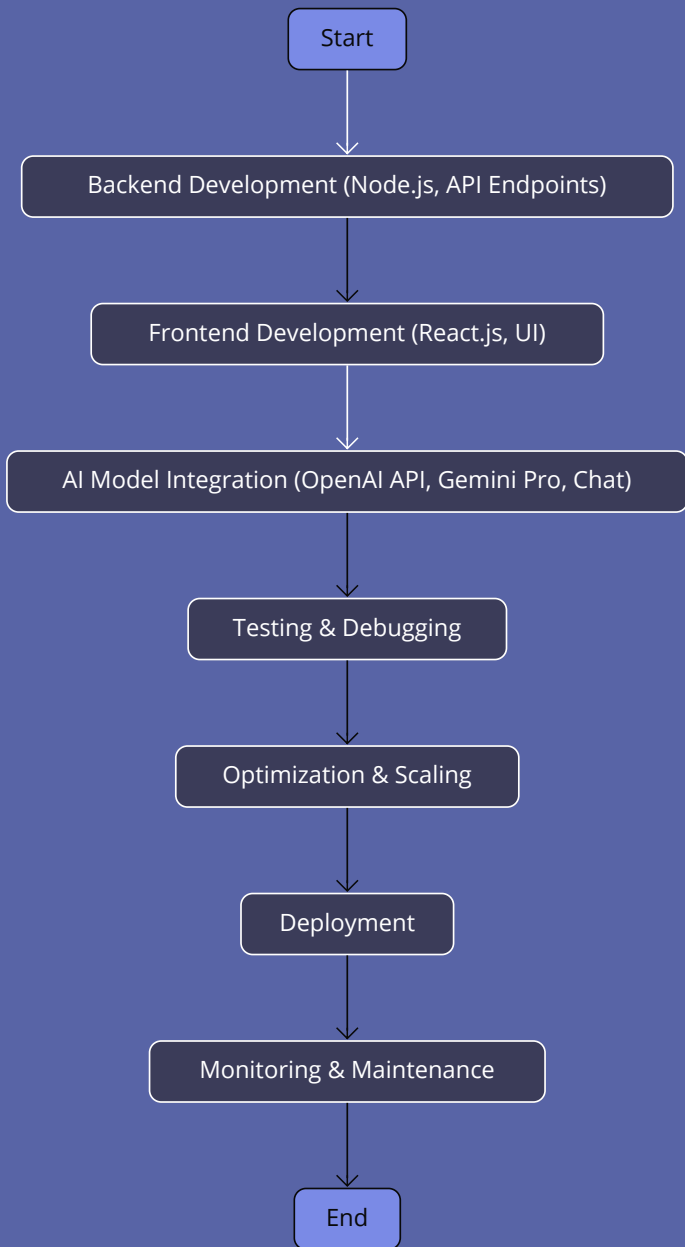 Start
Backend Development (Node.js, API Endpoints)
Frontend Development (React.js, UI)
AI Model Integration (OpenAI API, Gemini Pro, Chat)
Testing & Debugging
Optimization & Scaling
Deployment
Monitoring & Maintenance
End